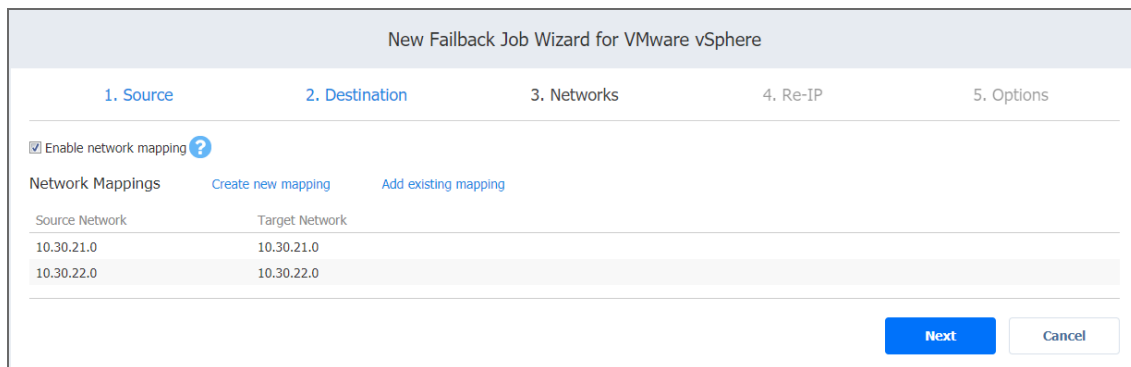 New Failback Job Wizard for VMware vSphere
1. Source 2. Destination 3. Networks 4. Re-IP 5. Options
Enable network mapping ?
Network Mappings Create new mapping Add existing mapping
Source Network Target Network
10.30.21.0 10.30.21.0
10.30.22.0 10.30.22.0
Next Cancel